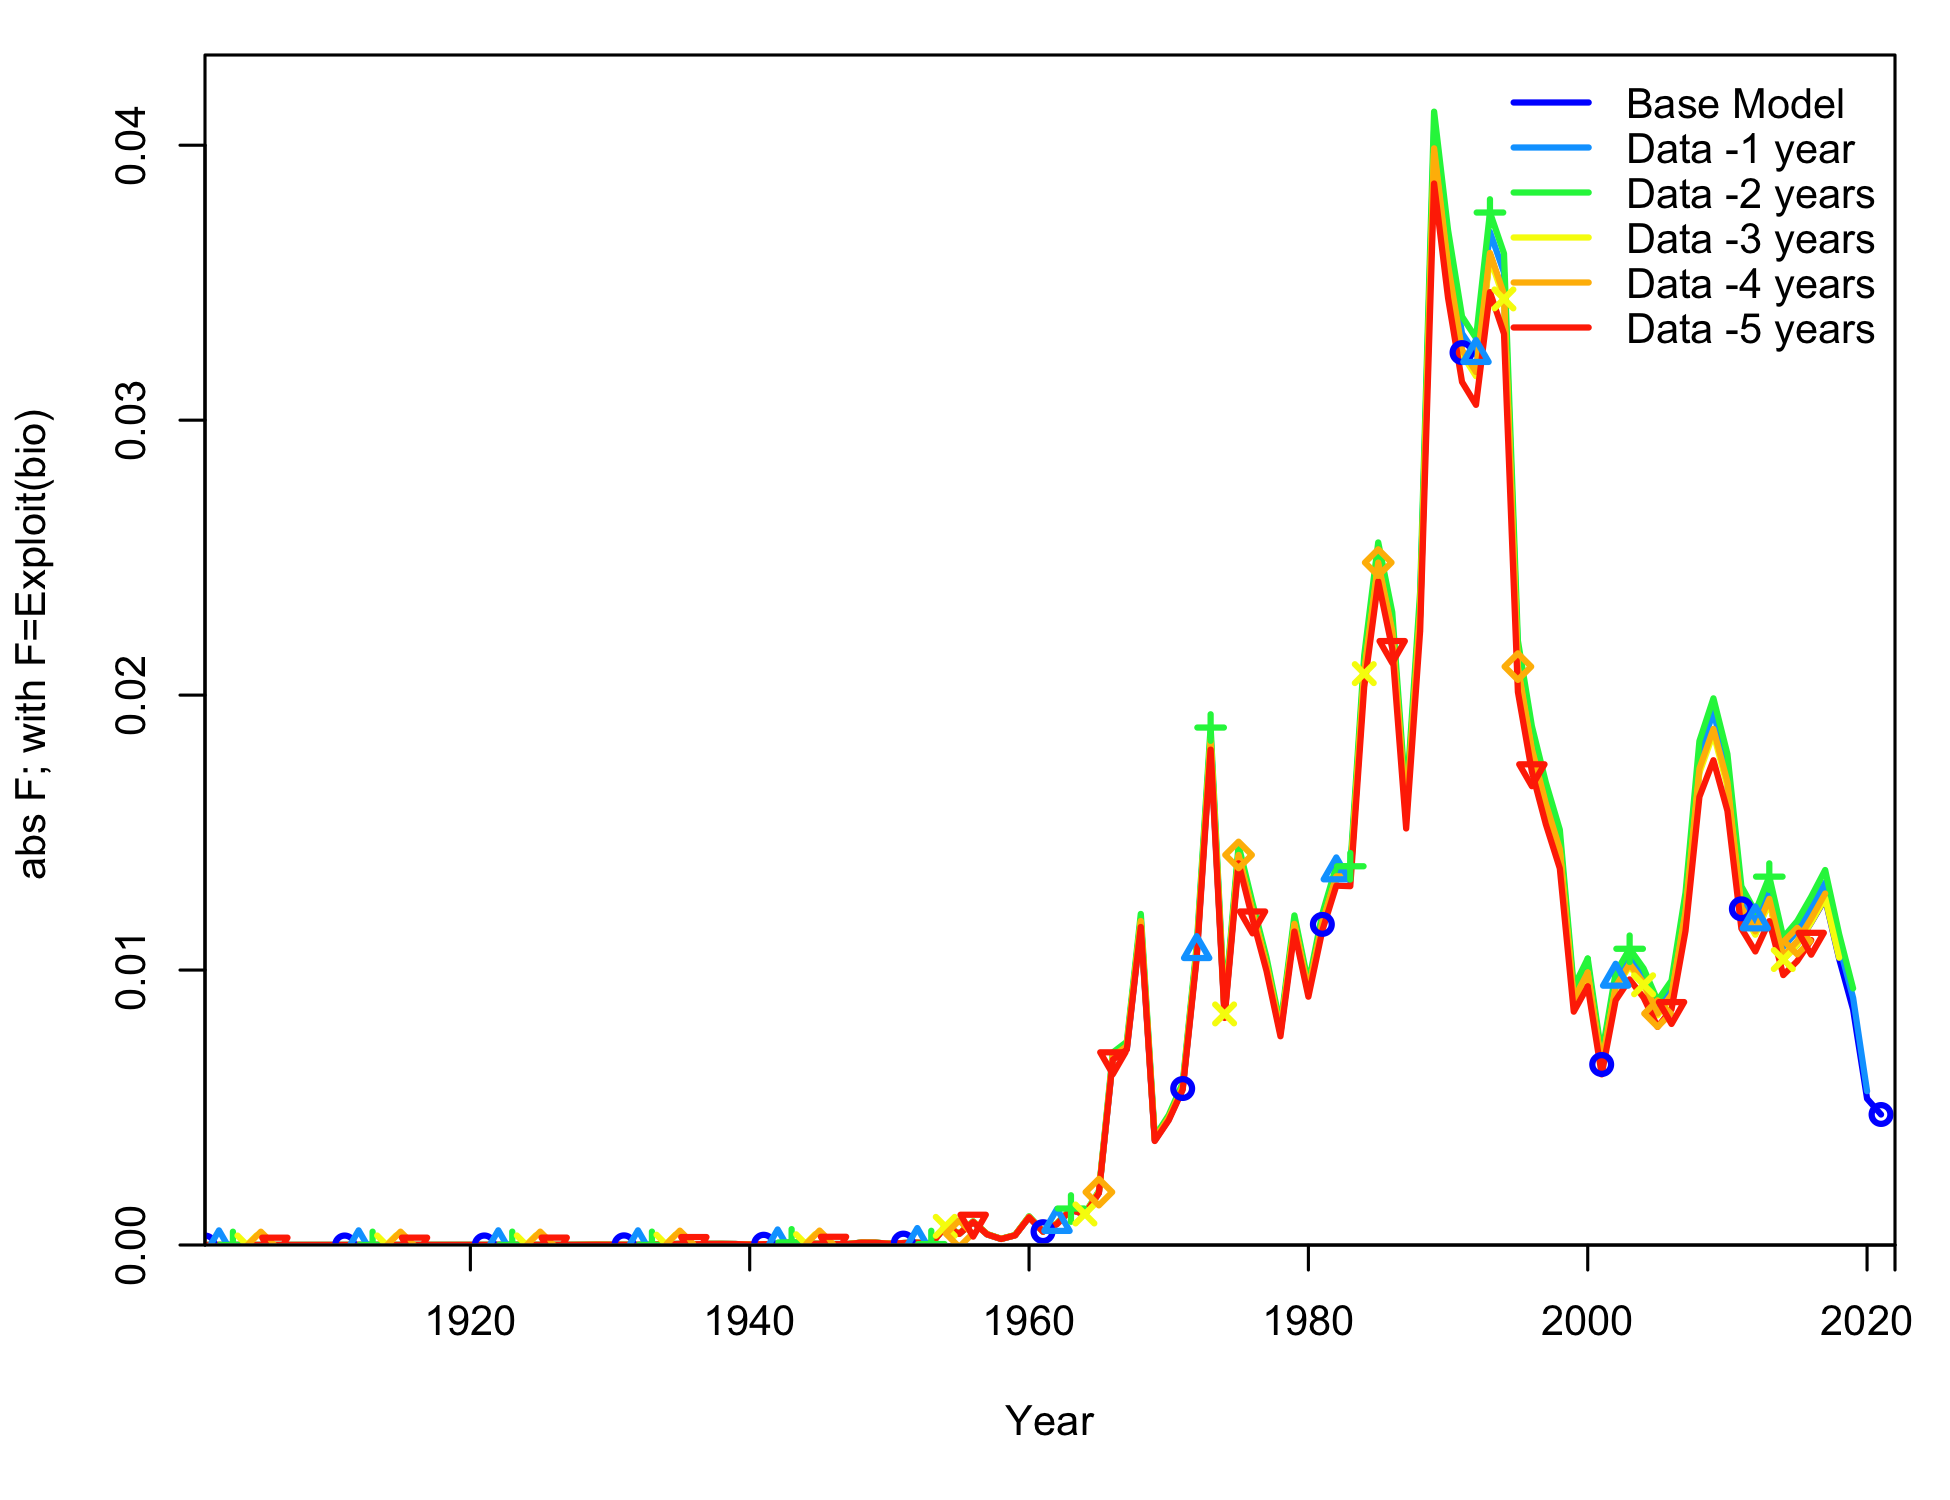 abs F; with F=Exploit(bio)
0.04
0.03
0.02
0.01
0.00
Base Model
Data -1 year
Data -2 years
Data -3 years
Data -4 years
Data -5 years
1920 1940 1960 1980 2000 2020
Year